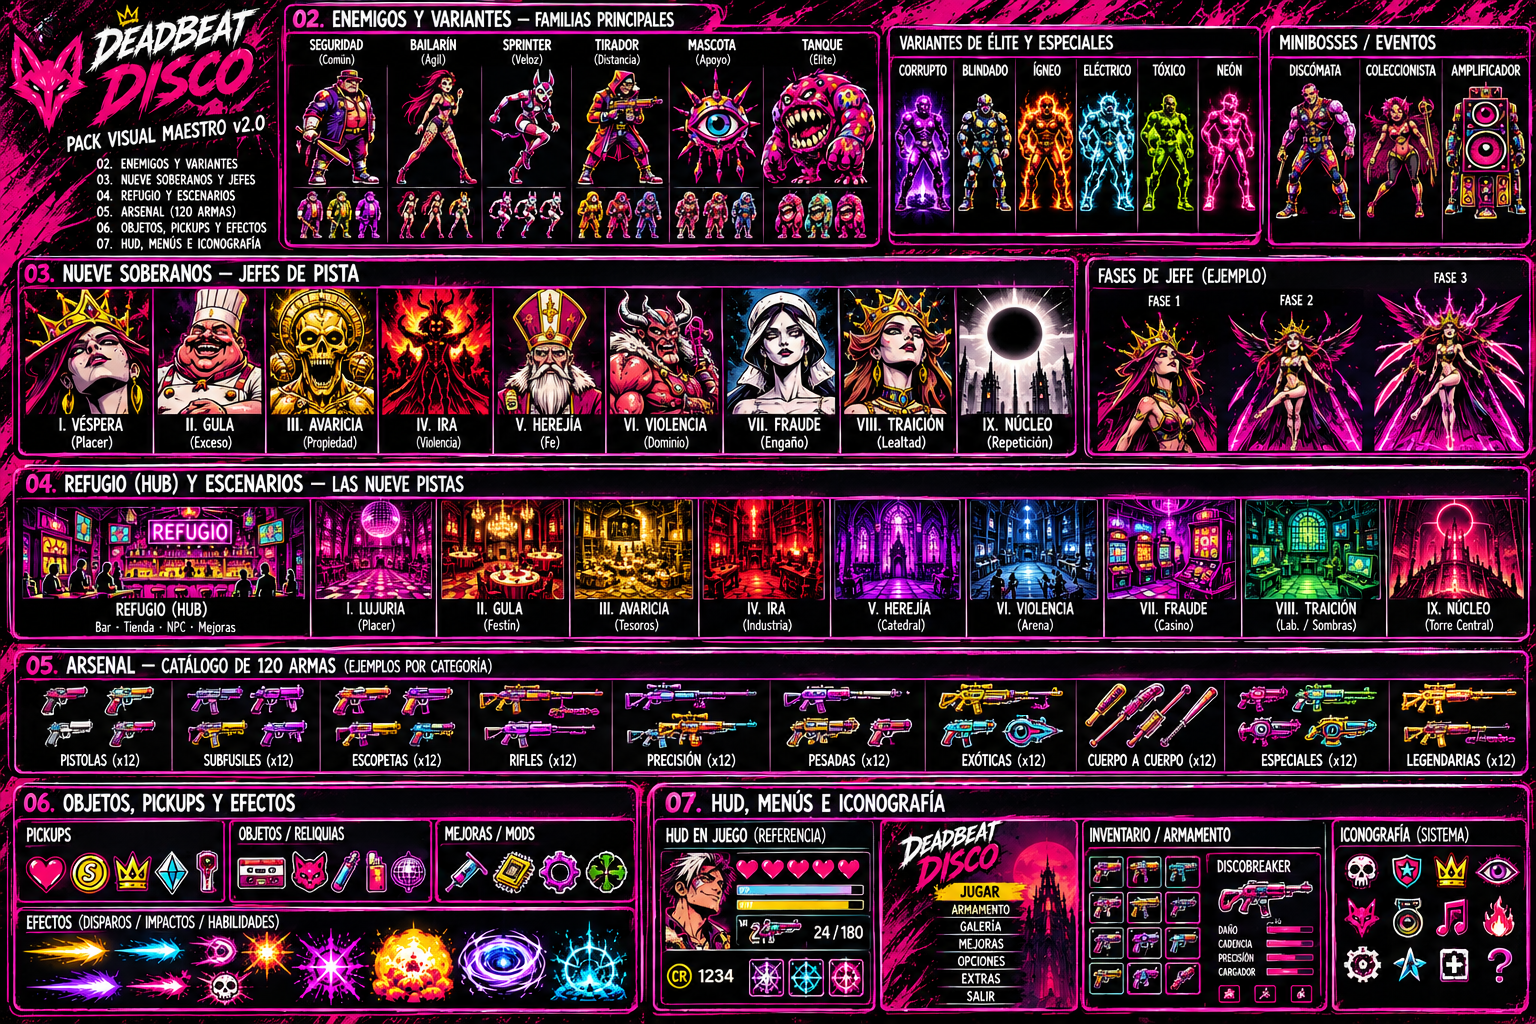 DEADBEAT
DISCO
PACK VISUAL MAESTRO v2.0
02. ENEMIGOS Y VARIANTES
03. NUEVE SOBERANOS Y JEFES
04. REFUGIO Y ESCENARIOS
05. ARSENAL (120 ARMAS)
06. OBJETOS, PICKUPS Y EFECTOS
07. HUD, MENÚS E ICONOGRAFÍA
02. ENEMIGOS Y VARIANTES — FAMILIAS PRINCIPALES
SEGURIDAD
(Común)
BAILARÍN
(Agil)
SPRINTER
(Veloz)
TIRADOR
(Distancia)
MASCOTA
(Apoyo)
TANQUE
(Elite)
VARIANTES DE ÉLITE Y ESPECIALES
CORRUPTO
BLINDADO
ÍGNEO
ELÉCTRICO
TÓXICO
NEÓN
MINIBOSSES / EVENTOS
DISCÓMATA
COLECCIONISTA
AMPLIFICADOR
03. NUEVE SOBERANOS — JEFES DE PISTA
I. VÉSPERA
(Placer)
II. GULA
(Exceso)
III. AVARICIA
(Propiedad)
IV. IRA
(Violencia)
V. HEREJÍA
(Fe)
VI. VIOLENCIA
(Dominio)
VII. FRAUDE
(Engaño)
VIII. TRAICIÓN
(Lealtad)
IX. NÚCLEO
(Repetición)
FASES DE JEFE (EJEMPLO)
FASE 1
FASE 2
FASE 3
04. REFUGIO (HUB) Y ESCENARIOS — LAS NUEVE PISTAS
REFUGIO
REFUGIO (HUB)
Bar · Tienda · NPC · Mejoras
I. LUJURIA
(Placer)
II. GULA
(Festín)
III. AVARICIA
(Tesoros)
IV. IRA
(Industria)
V. HEREJÍA
(Catedral)
VI. VIOLENCIA
(Arena)
VII. FRAUDE
(Casino)
VIII. TRAICIÓN
(Lab. / Sombras)
IX. NÚCLEO
(Torre Central)
05. ARSENAL — CATÁLOGO DE 120 ARMAS (EJEMPLOS POR CATEGORÍA)
PISTOLAS (x12)
SUBFUSILES (x12)
ESCOPETAS (x12)
RIFLES (x12)
PRECISIÓN (x12)
PESADAS (x12)
EXÓTICAS (x12)
CUERPO A CUERPO (x12)
ESPECIALES (x12)
LEGENDARIAS (x12)
06. OBJETOS, PICKUPS Y EFECTOS
PICKUPS
S
OBJETOS / RELIQUIAS
MEJORAS / MODS
EFECTOS (DISPAROS / IMPACTOS / HABILIDADES)
07. HUD, MENÚS E ICONOGRAFÍA
HUD EN JUEGO (REFERENCIA)
24 / 180
CR 1234
DEADBEAT
DISCO
JUGAR
ARMAMENTO
GALERÍA
MEJORAS
OPCIONES
EXTRAS
SALIR
INVENTARIO / ARMAMENTO
DISCOBREAKER
DAÑO
CADENCIA
PRECISIÓN
CARGADOR
ICONOGRAFÍA (SISTEMA)
?